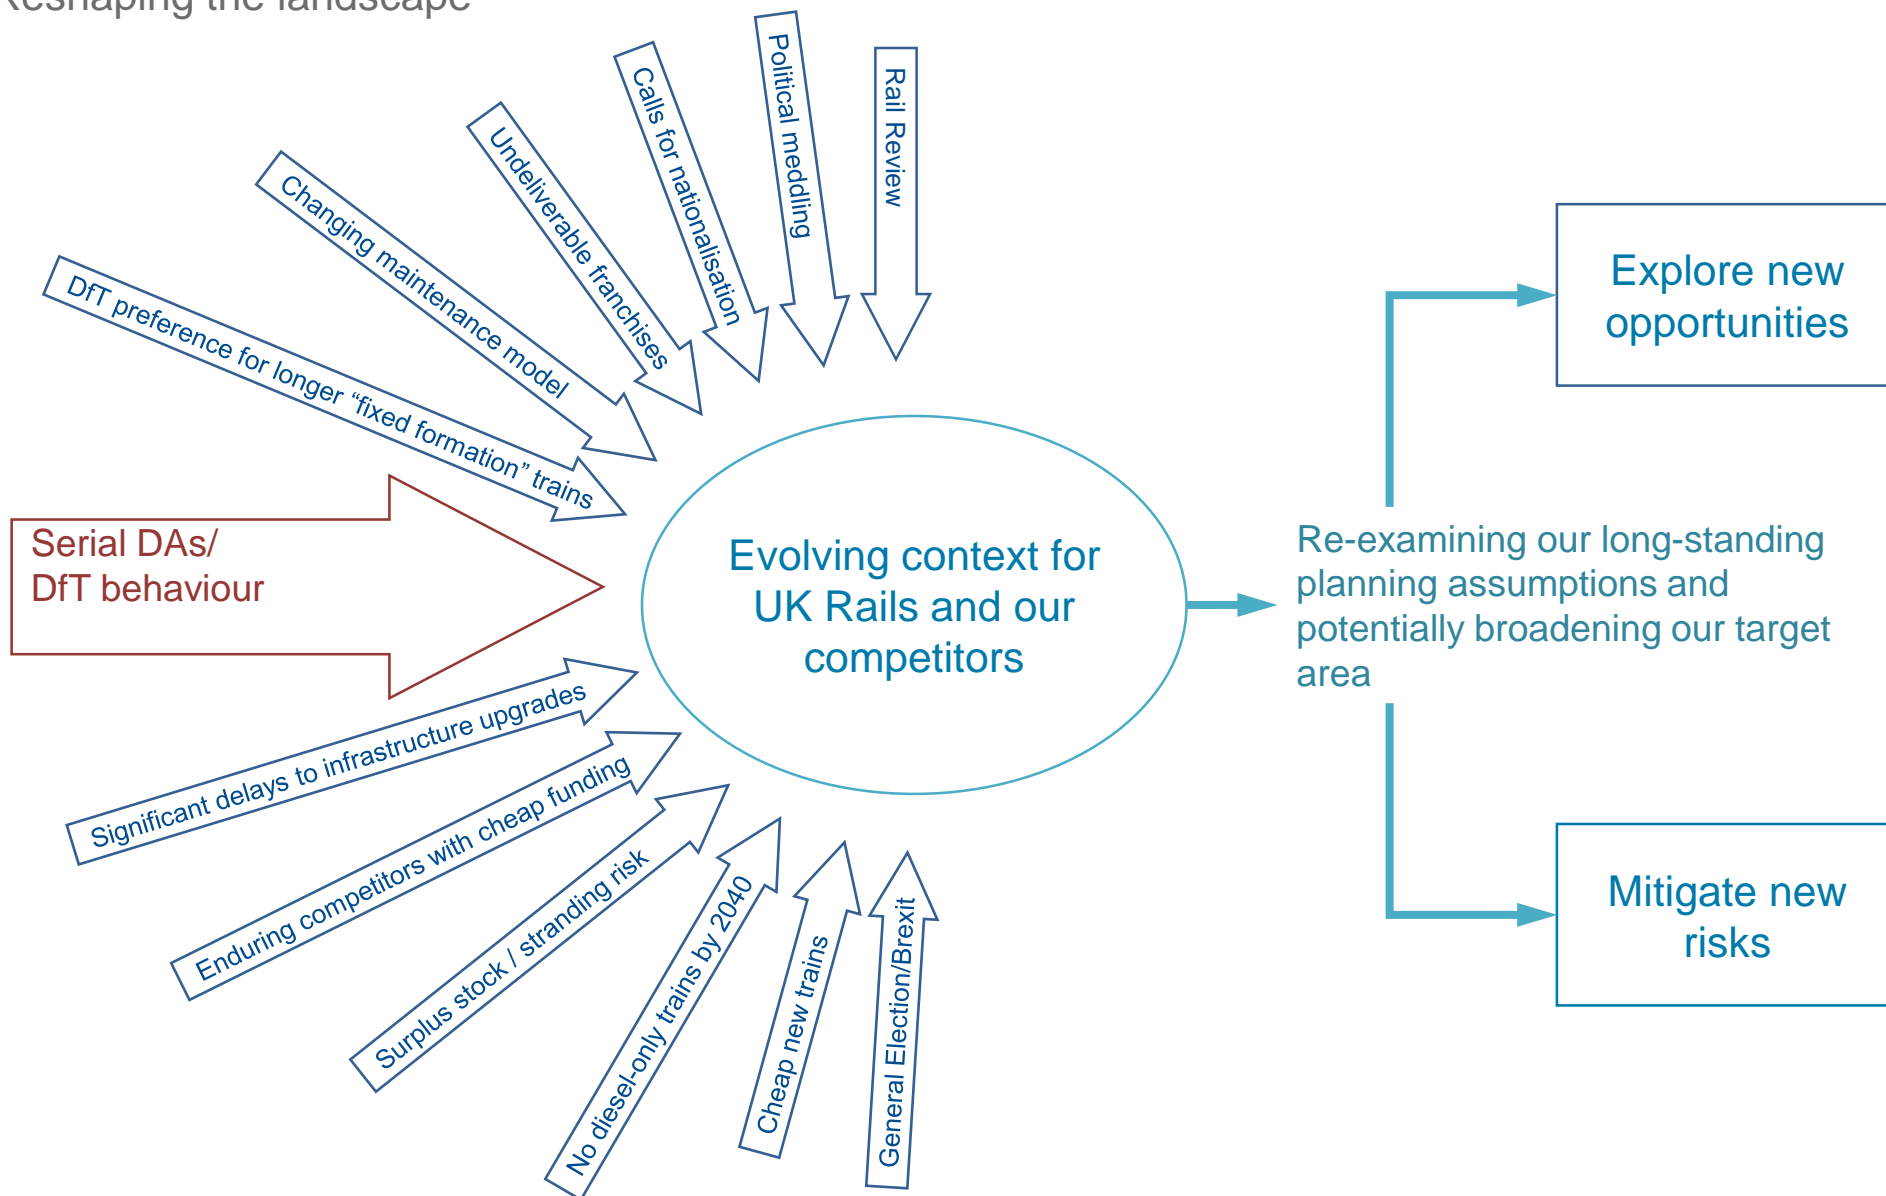 Reshaping the landscape
Rail Review
Political meddling
Calls for nationalisation
Undeliverable franchises
Changing maintenance model
DfT preference for longer “fixed formation” trains
Serial DAs/
DfT behaviour
Significant delays to infrastructure upgrades
Enduring competitors with cheap funding
Surplus stock / stranding risk
No diesel-only trains by 2040
Cheap new trains
General Election/Brexit
Evolving context for
UK Rails and our
competitors
Re-examining our long-standing
planning assumptions and
potentially broadening our target
area
Explore new
opportunities
Mitigate new
risks